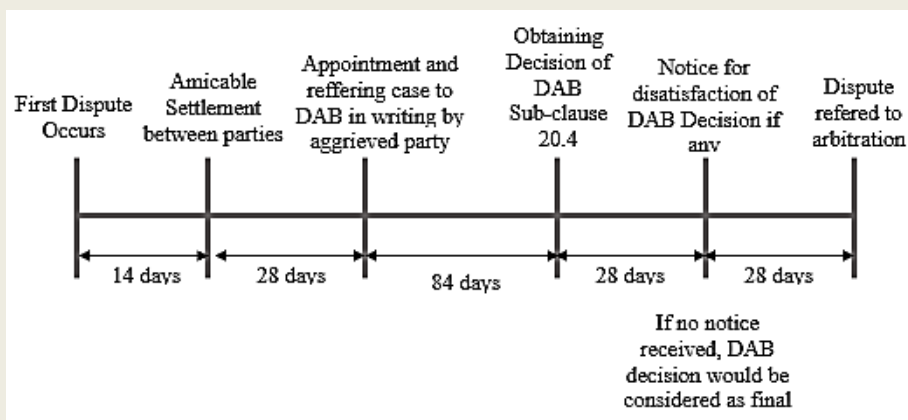 First Dispute
Occurs
Amicable
Settlement
between parties
Appointment and
reffering case to
DAB in writing by
aggrieved party
Obtaining
Decision of
DAB
Sub-clause
20.4
Notice for
disatisfaction of
DAB Decision if
any
Dispute
refered to
arbitration
14 days
28 days
84 days
28 days
28 days
If no notice
received, DAB
decision would be
considered as final